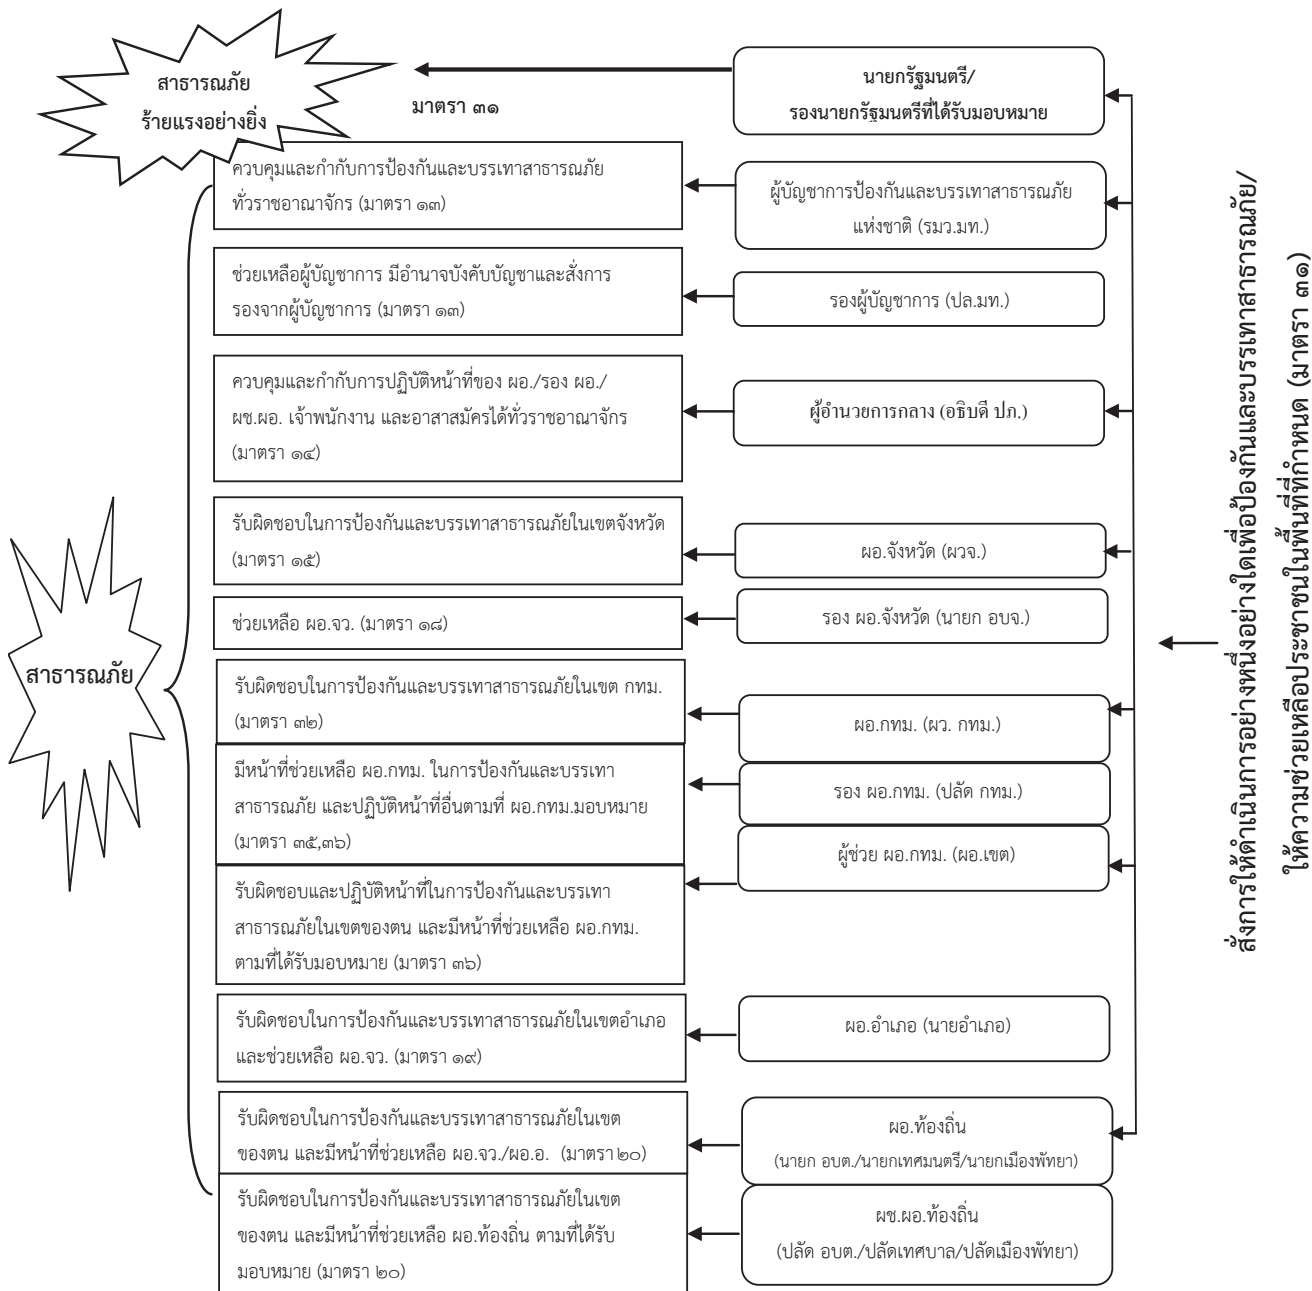 สาธารณภัย
ร้ายแรงอย่างยิ่ง
มาตรา ๓๑
นายกรัฐมนตรี/
รองนายกรัฐมนตรีที่ได้รับมอบหมาย
ควบคุมและกำกับการป้องกันและบรรเทาสาธารณภัย
ทั่วราชอาณาจักร (มาตรา ๑๓)
ผู้บัญชาการป้องกันและบรรเทาสาธารณภัย
แห่งชาติ (รมว.มท.)
ช่วยเหลือผู้บัญชาการ มีอำนาจบังคับบัญชาและสั่งการ
รองจากผู้บัญชาการ (มาตรา ๑๓)
รองผู้บัญชาการ (ปล.มท.)
ควบคุมและกำกับการปฏิบัติหน้าที่ของ ผอ./รอง ผอ./
ผช.ผอ. เจ้าพนักงาน และอาสาสมัครได้ทั่วราชอาณาจักร
(มาตรา ๑๔)
ผู้อำนวยการกลาง (อธิบดี ปภ.)
รับผิดชอบในการป้องกันและบรรเทาสาธารณภัยในเขตจังหวัด
(มาตรา ๑๕)
ผอ.จังหวัด (ผวจ.)
ช่วยเหลือ ผอ.จว. (มาตรา ๑๘)
รอง ผอ.จังหวัด (นายก อบจ.)
สาธารณภัย
รับผิดชอบในการป้องกันและบรรเทาสาธารณภัยในเขต กทม.
(มาตรา ๓๒)
ผอ.กทม. (ผว. กทม.)
มีหน้าที่ช่วยเหลือ ผอ.กทม. ในการป้องกันและบรรเทา
สาธารณภัย และปฏิบัติหน้าที่อื่นตามที่ ผอ.กทม.มอบหมาย
(มาตรา ๓๕,๓๖)
รอง ผอ.กทม. (ปลัด กทม.)
ผู้ช่วย ผอ.กทม. (ผอ.เขต)
รับผิดชอบและปฏิบัติหน้าที่ในการป้องกันและบรรเทา
สาธารณภัยในเขตของตน และมีหน้าที่ช่วยเหลือ ผอ.กทม.
ตามที่ได้รับมอบหมาย (มาตรา ๓๖)
รับผิดชอบในการป้องกันและบรรเทาสาธารณภัยในเขตอำเภอ
และช่วยเหลือ ผอ.จว. (มาตรา ๑๙)
ผอ.อำเภอ (นายอำเภอ)
รับผิดชอบในการป้องกันและบรรเทาสาธารณภัยในเขต
ของตน และมีหน้าที่ช่วยเหลือ ผอ.จว./ผอ.อ. (มาตรา ๒๐)
ผอ.ท้องถิ่น
(นายก อบต./นายกเทศมนตรี/นายกเมืองพัทยา)
รับผิดชอบในการป้องกันและบรรเทาสาธารณภัยในเขต
ของตน และมีหน้าที่ช่วยเหลือ ผอ.ท้องถิ่น ตามที่ได้รับ
มอบหมาย (มาตรา ๒๐)
ผช.ผอ.ท้องถิ่น
(ปลัด อบต./ปลัดเทศบาล/ปลัดเมืองพัทยา)
สั่งการให้ดำเนินการอย่างหนึ่งอย่างใดเพื่อป้องกันและบรรเทาสาธารณภัย/
ให้ความช่วยเหลือประชาชนในพื้นที่ที่กำหนด (มาตรา ๓๑)